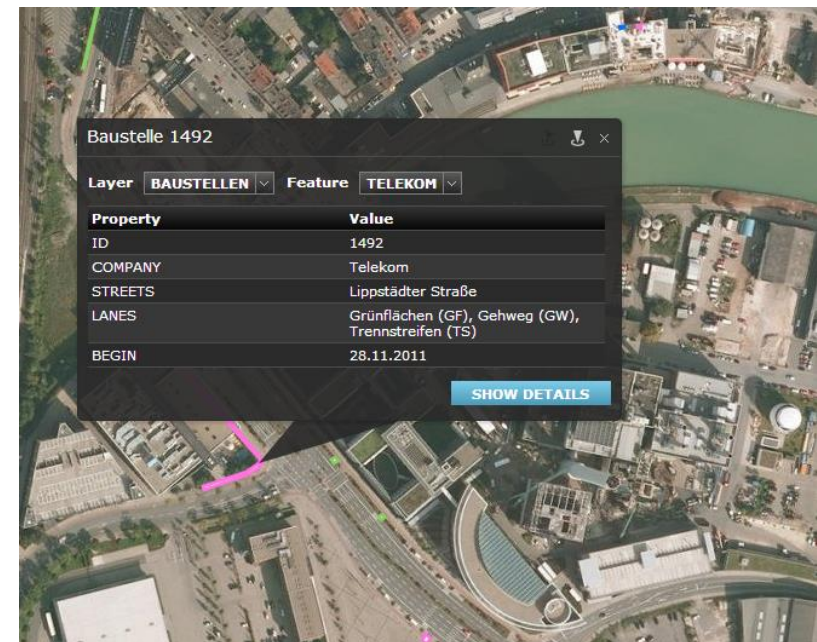 Baustelle 1492
Layer BAUSTELLEN Feature TELEKOM
Property Value
ID 1492
COMPANY Telekom
STREETS Lippstädter Straße
LANES Grünflächen (GF), Gehweg (GW),
Trennstreifen (TS)
BEGIN 28.11.2011
SHOW DETAILS